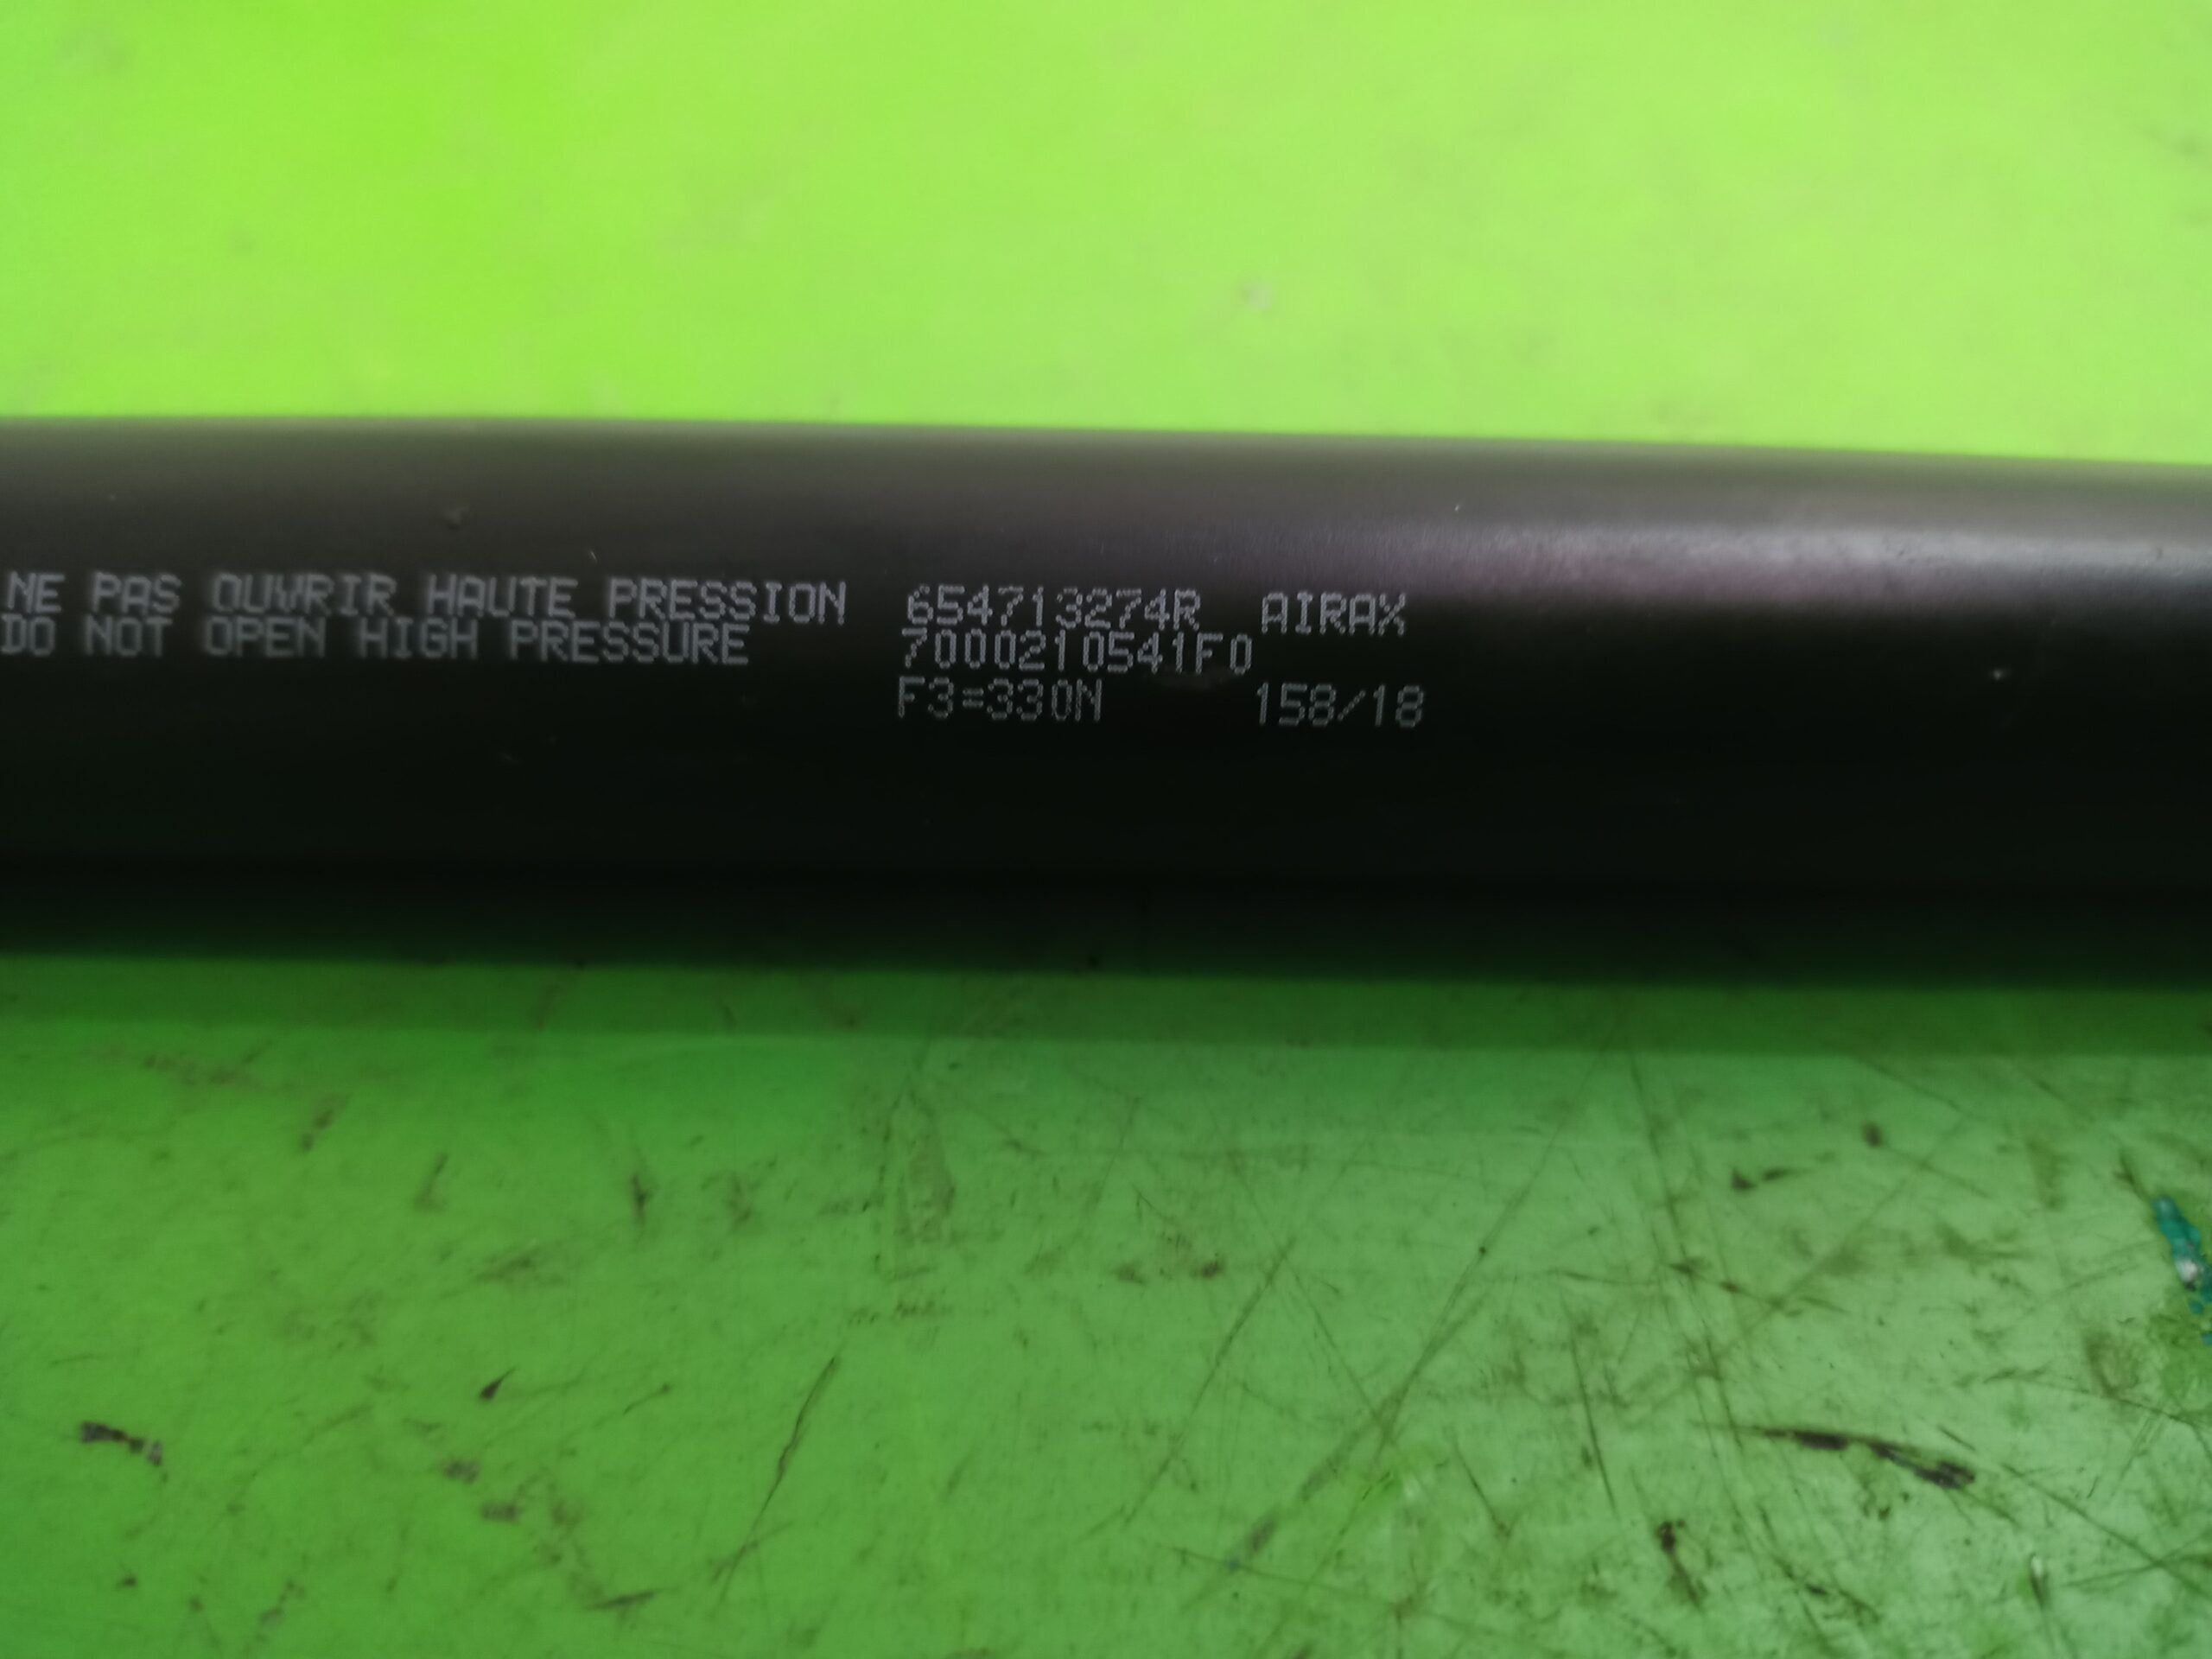 NE PAS OUVRIR HAUTE PRESSION 654713274R AIRAX
DO NOT OPEN HIGH PRESSURE 7000210541F0
F3=330N 158/18